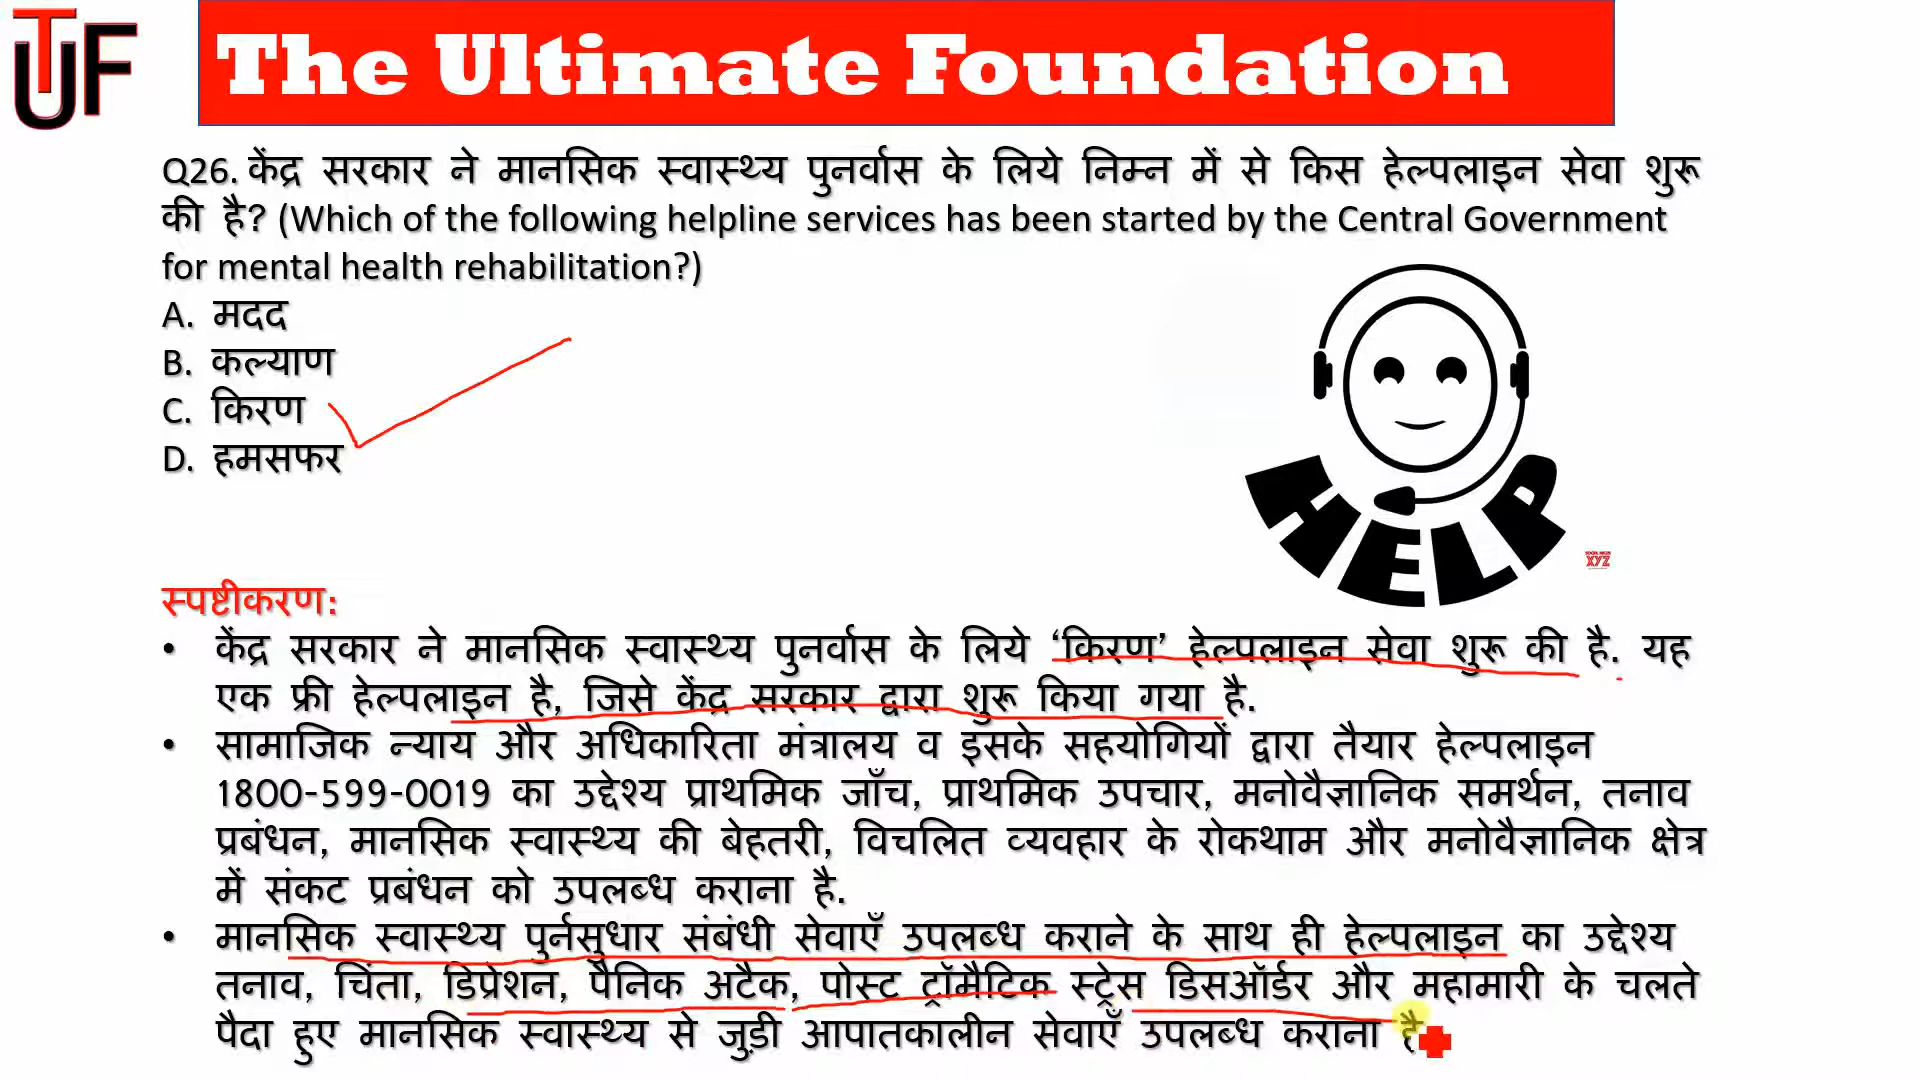 TUF
The Ultimate Foundation
Q26. केंद्र सरकार ने मानसिक स्वास्थ्य पुनर्वास के लिये निम्न में से किस हेल्पलाइन सेवा शुरू
की है? (Which of the following helpline services has been started by the Central Government
for mental health rehabilitation?)
A. मदद
B. कल्याण
C. किरण
D. हमसफर
HELP
XYZ
स्पष्टीकरण:
• केंद्र सरकार ने मानसिक स्वास्थ्य पुनर्वास के लिये ‘किरण’ हेल्पलाइन सेवा शुरू की है. यह
एक फ्री हेल्पलाइन है, जिसे केंद्र सरकार द्वारा शुरू किया गया है.
• सामाजिक न्याय और अधिकारिता मंत्रालय व इसके सहयोगियों द्वारा तैयार हेल्पलाइन
1800-599-0019 का उद्देश्य प्राथमिक जाँच, प्राथमिक उपचार, मनोवैज्ञानिक समर्थन, तनाव
प्रबंधन, मानसिक स्वास्थ्य की बेहतरी, विचलित व्यवहार के रोकथाम और मनोवैज्ञानिक क्षेत्र
में संकट प्रबंधन को उपलब्ध कराना है.
• मानसिक स्वास्थ्य पुर्नसुधार संबंधी सेवाएँ उपलब्ध कराने के साथ ही हेल्पलाइन का उद्देश्य
तनाव, चिंता, डिप्रेशन, पैनिक अटैक, पोस्ट ट्रॉमैटिक स्ट्रेस डिसऑर्डर और महामारी के चलते
पैदा हुए मानसिक स्वास्थ्य से जुड़ी आपातकालीन सेवाएँ उपलब्ध कराना है